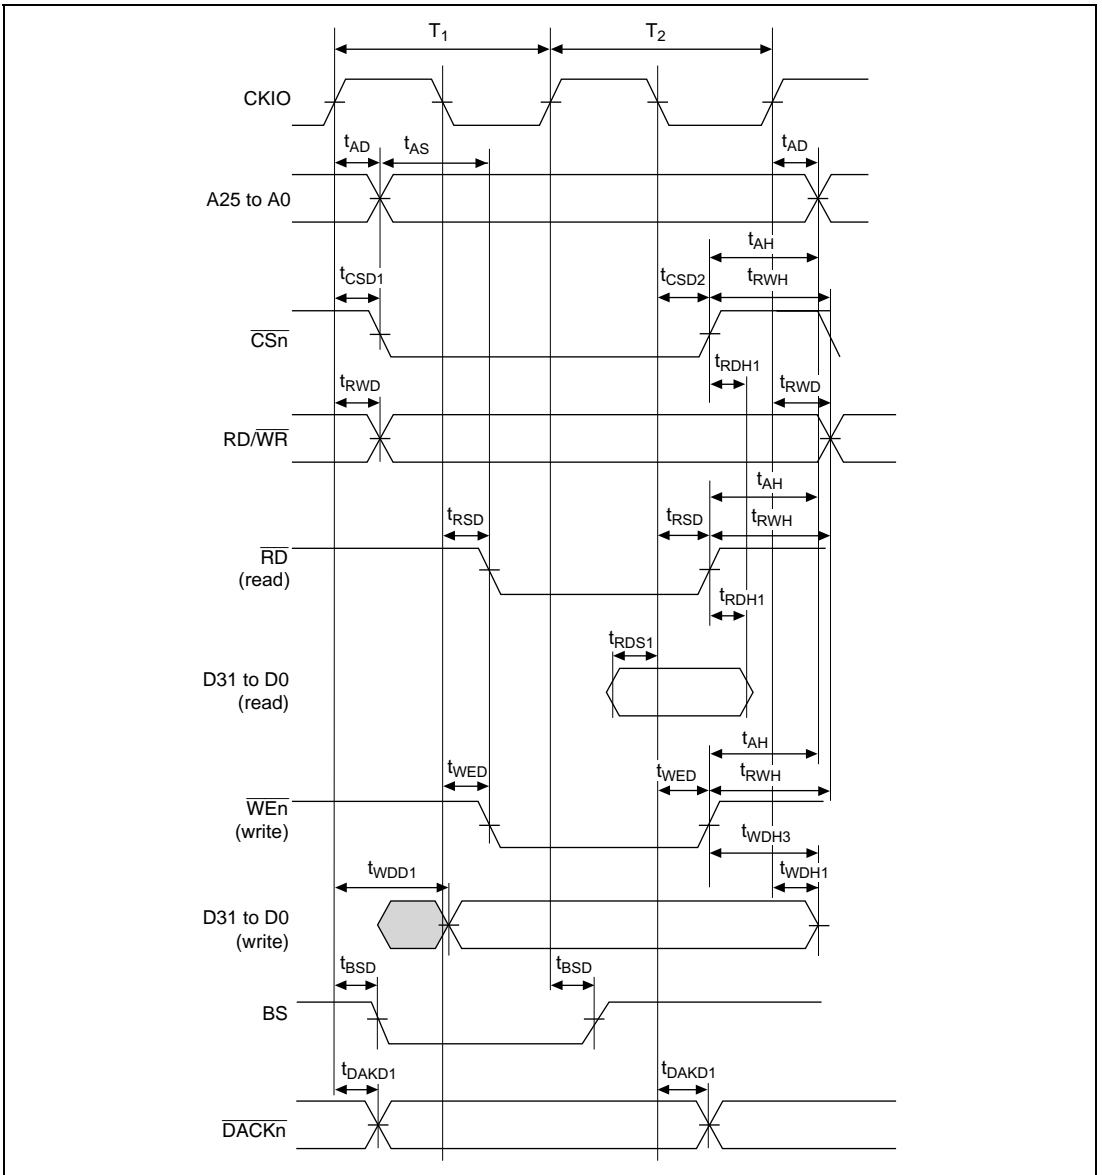 T1 T2
CKIO
tAD tAS tAD
A25 to A0
tAH
tCSD1 tCSD2 tRWH
CSn
tRDH1
tRWD tRWD
RD/WR
tAH
tRSD tRSD tRWH
RD
(read)
tRDH1
tRDS1
D31 to D0
(read)
tAH
tWED tWED tRWH
WEn
(write)
tWDH3
tWDD1 tWDH1
D31 to D0
(write)
tBSD tBSD
BS
tDAKD1 tDAKD1
DACKn